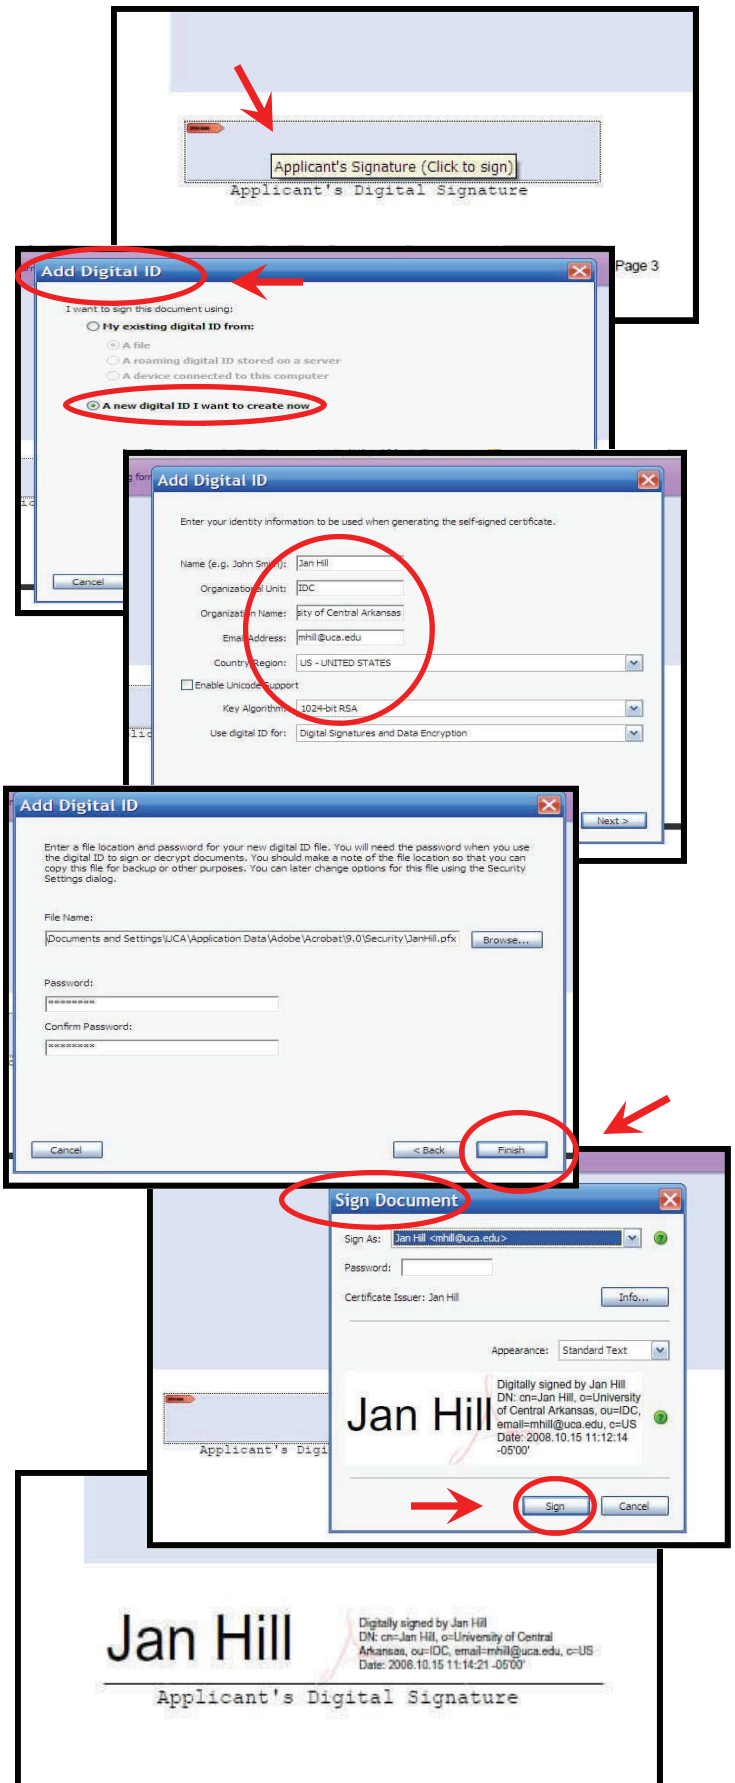 Applicant's Signature (Click to sign)
Applicant's Digital Signature
Page 3
Add Digital ID
I want to sign this document using:
My existing digital ID from:
A file
A roaming digital ID stored on a server
A device connected to this computer
A new digital ID I want to create now
Cancel
Add Digital ID
Enter your identity information to be used when generating the self-signed certificate.
Name (e.g. John Smith): Jan Hill
Organizational Unit: IDC
Organization Name: sity of Central Arkansas
Email Address: mhill@uca.edu
Country/Region: US - UNITED STATES
Enable Unicode Support
Key Algorithm: 1024-bit RSA
Use digital ID for: Digital Signatures and Data Encryption
Next >
Add Digital ID
Enter a file location and password for your new digital ID file. You will need the password when you use
the digital ID to sign or decrypt documents. You should make a note of the file location so that you can
copy this file for backup or other purposes. You can later change options for this file using the Security
Settings dialog.
File Name:
\Documents and Settings\UCA\Application Data\Adobe\Acrobat\9.0\Security\JanHill.pfx Browse...
Password:
********
Confirm Password:
********
Cancel < Back Finish
Sign Document
Sign As: Jan Hill <mhill@uca.edu>
Password:
Certificate Issuer: Jan Hill Info...
Appearance: Standard Text
Jan Hill
Digitally signed by Jan Hill
DN: cn=Jan Hill, o=University
of Central Arkansas, ou=IDC,
email=mhill@uca.edu, c=US
Date: 2008.10.15 11:12:14
-05'00'
Applicant's Digi
Sign Cancel
Jan Hill
Digitally signed by Jan Hill
DN: cn=Jan Hill, o=University of Central
Arkansas, ou=IDC, email=mhill@uca.edu, c=US
Date: 2008.10.15 11:14:21 -05'00'
Applicant's Digital Signature